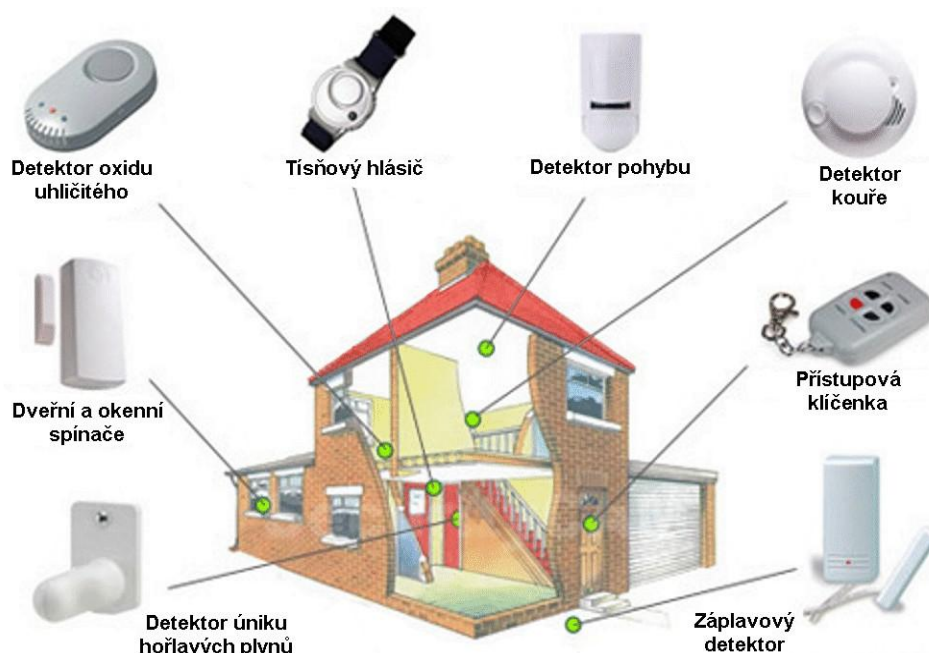 Detektor oxidu
uhličitého
Tísňový hlásič
Detektor pohybu
Detektor
kouře
Dveřní a okenní
spínače
Přístupová
klíčenka
Detektor úniku
hořlavých plynů
Záplavový
detektor